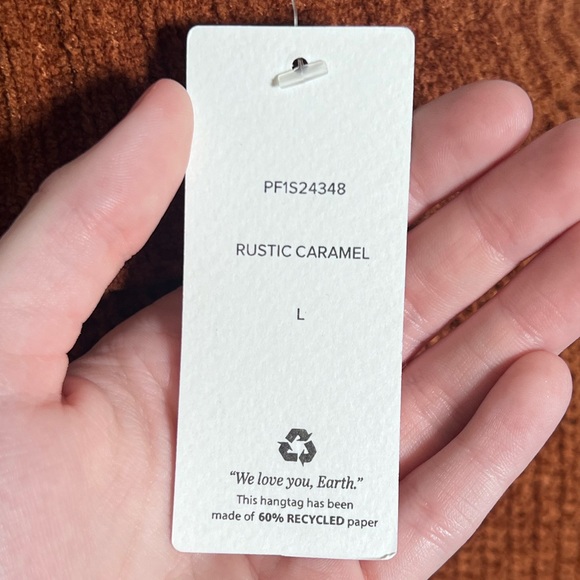 PF1S24348
RUSTIC CARAMEL
L
“We love you, Earth.”
This hangtag has been
made of 60% RECYCLED paper